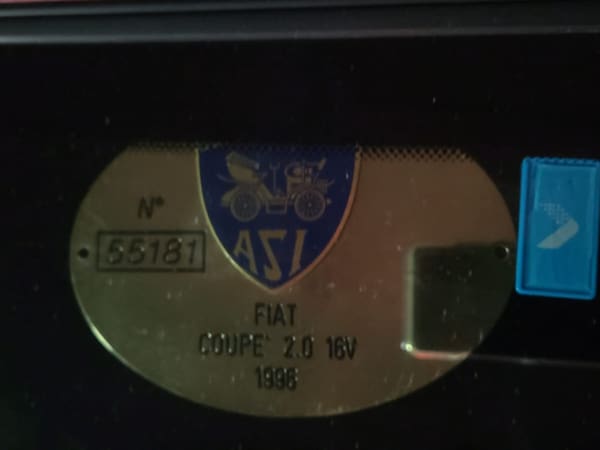 N°
55181
ASI
FIAT
COUPE' 2.0 16V
1996